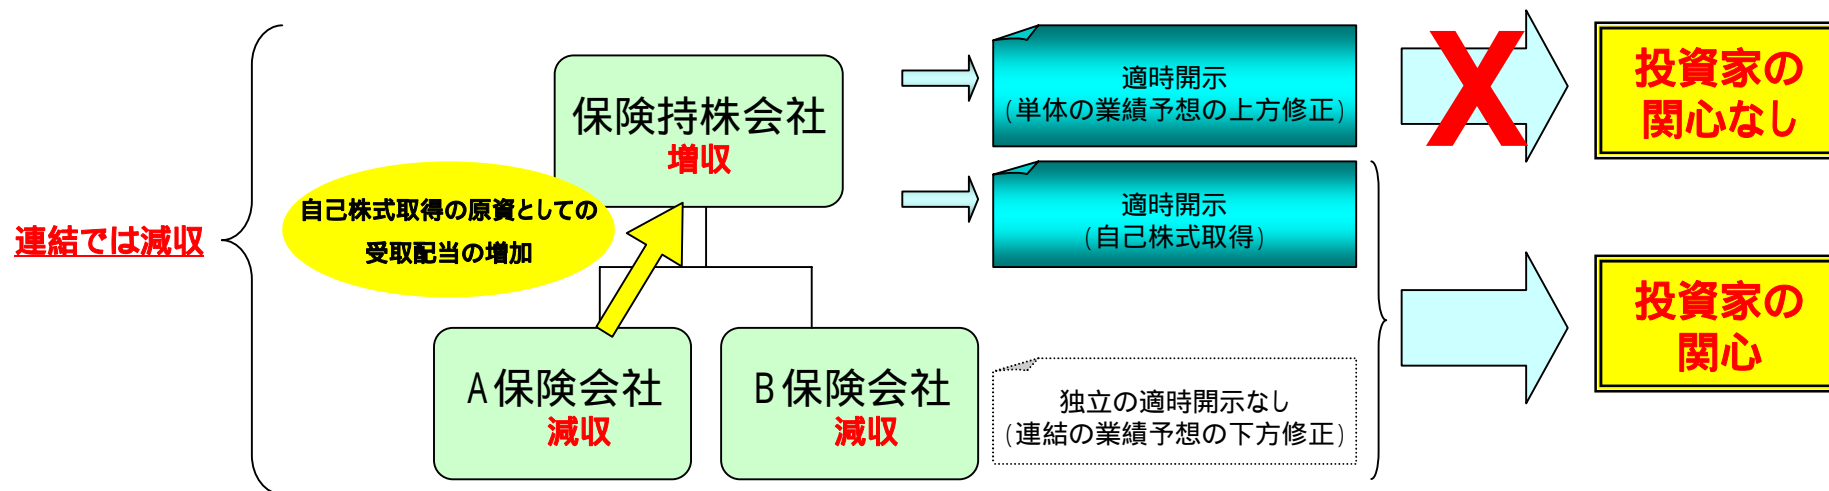 連結では減収
保険持株会社
増収
自己株式取得の原資としての
受取配当の増加
A保険会社
減収
B保険会社
減収
適時開示
(単体の業績予想の上方修正)
適時開示
(自己株式取得)
独立の適時開示なし
(連結の業績予想の下方修正)
X
投資家の
関心なし
投資家の
関心